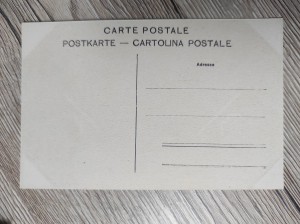 CARTE POSTALE
POSTKARTE — CARTOLINA POSTALE
Adresse